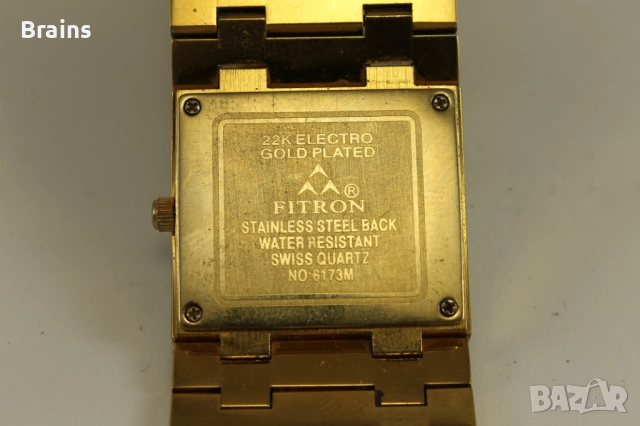 Brains
22K ELECTRO
GOLD PLATED
®
FITRON
STAINLESS STEEL BACK
WATER RESISTANT
SWISS QUARTZ
NO:6173M
BAZAR